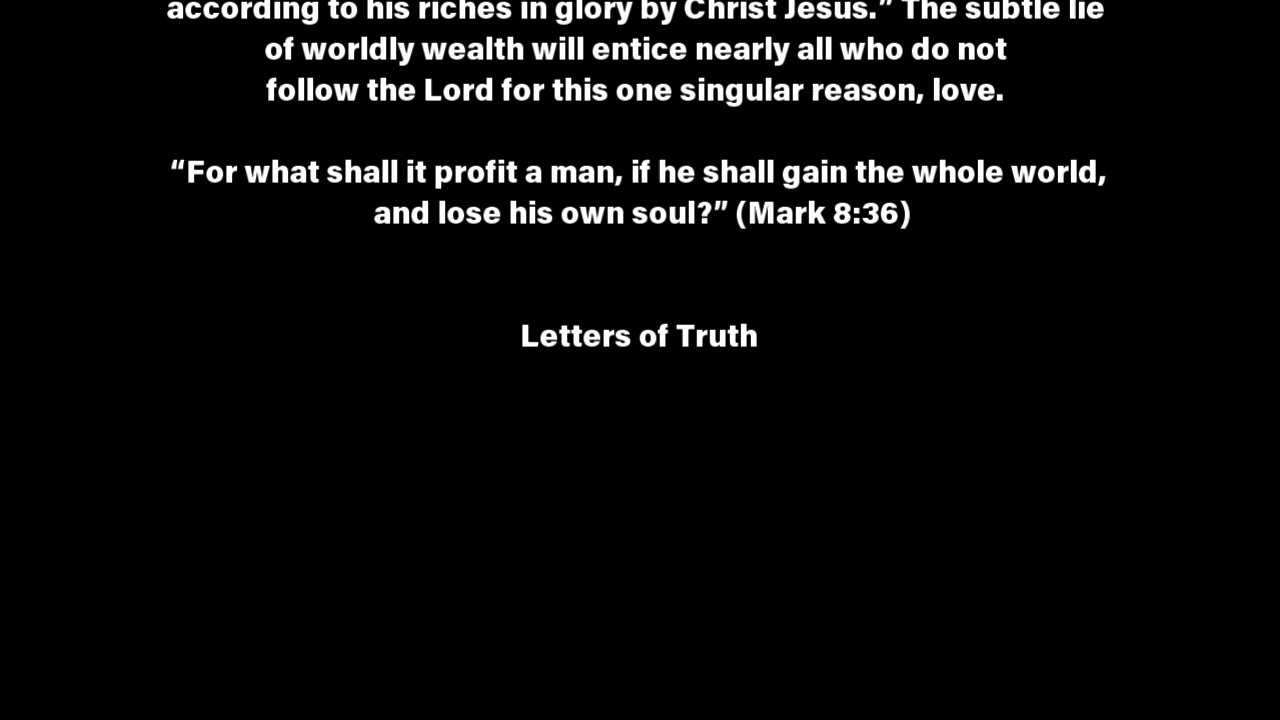 according to his riches in glory by Christ Jesus.” The subtle lie
of worldly wealth will entice nearly all who do not
follow the Lord for this one singular reason, love.
“For what shall it profit a man, if he shall gain the whole world,
and lose his own soul?” (Mark 8:36)
Letters of Truth